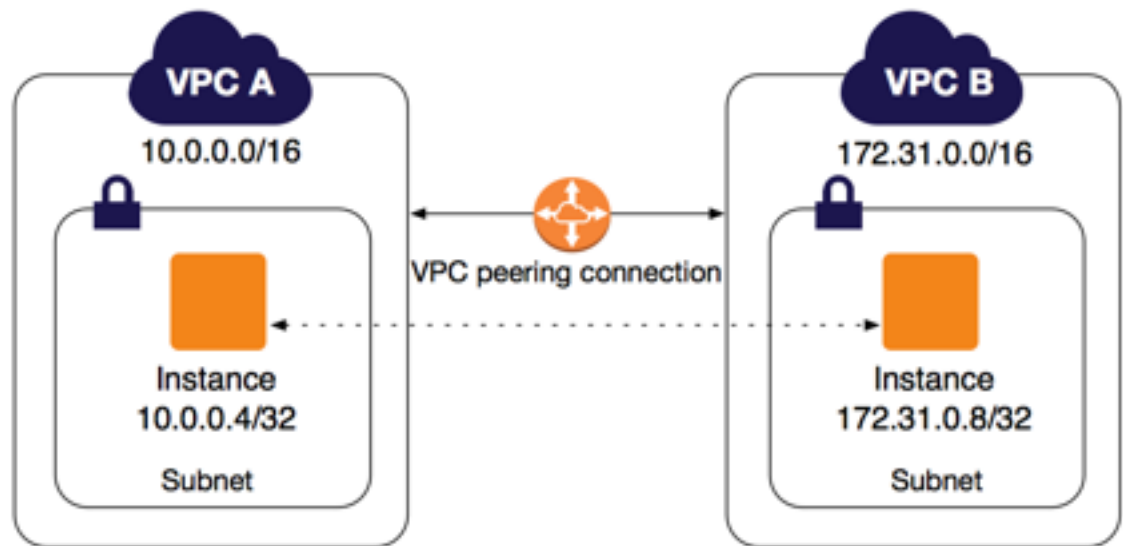 VPC A
10.0.0.0/16
VPC B
172.31.0.0/16
VPC peering connection
Instance
10.0.0.4/32
Subnet
Instance
172.31.0.8/32
Subnet